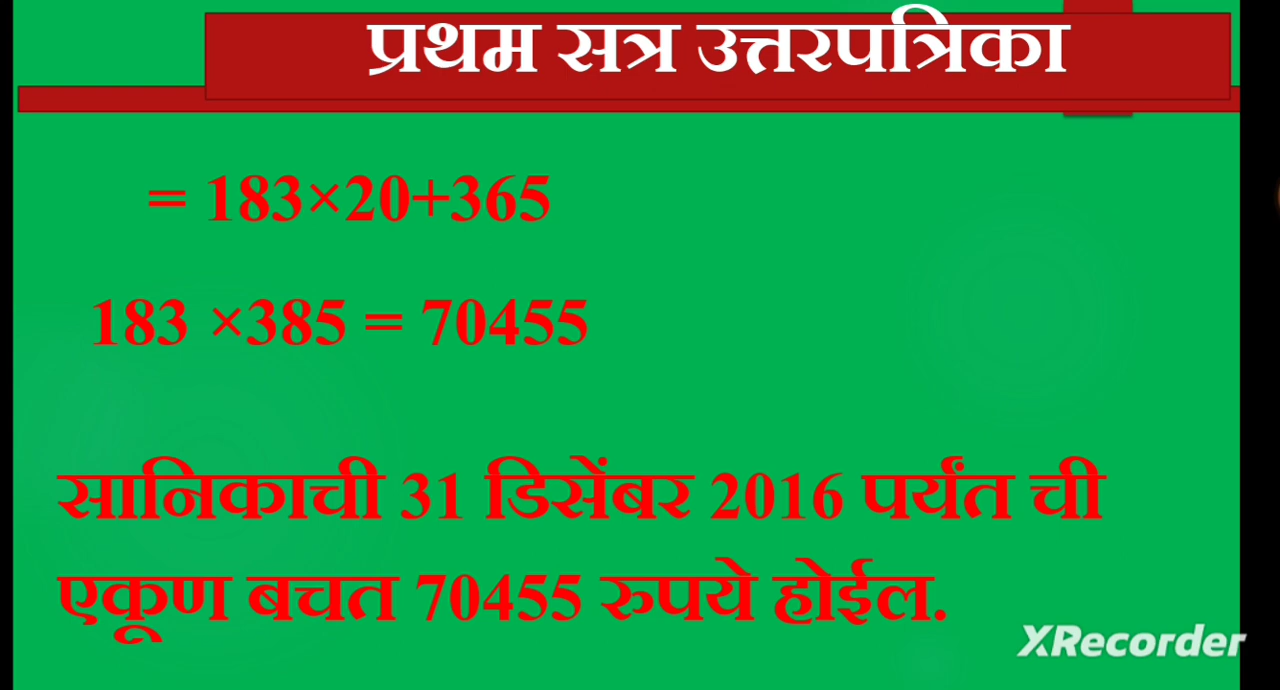 प्रथम सत्र उत्तरपत्रिका
= 183×20+365
183 ×385 = 70455
सानिकाची 31 डिसेंबर 2016 पर्यंत ची
एकूण बचत 70455 रुपये होईल.
XRecorder